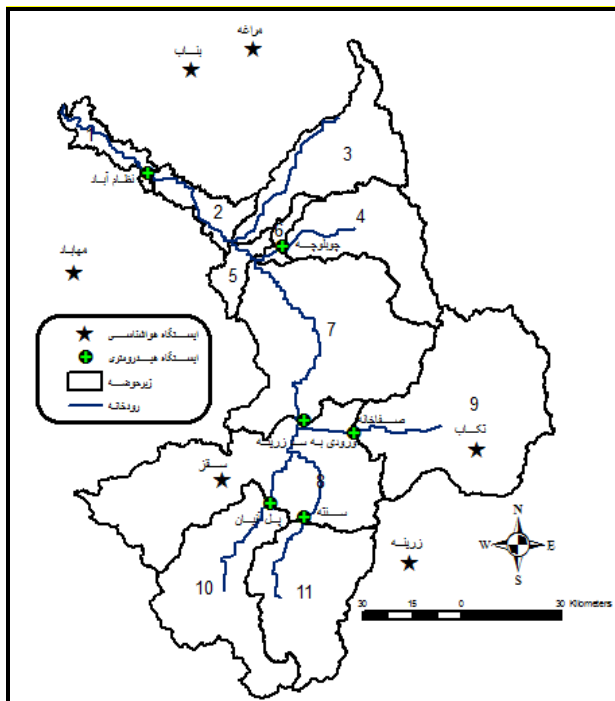 مراغه
بناب
1
3
نظام آباد
2
4
6
چوبلوچه
5
مهاباد
7
ایستگاه هواشناسی
ایستگاه هیدرومتری
زیرحوضه
رودخانه
9
صفاخانه
تکاب
ورودی به سد زرینه
سقز
8
سنته
پل آنیان
N
W E
S
زرینه
10
11
30 15 0 30 Kilometers